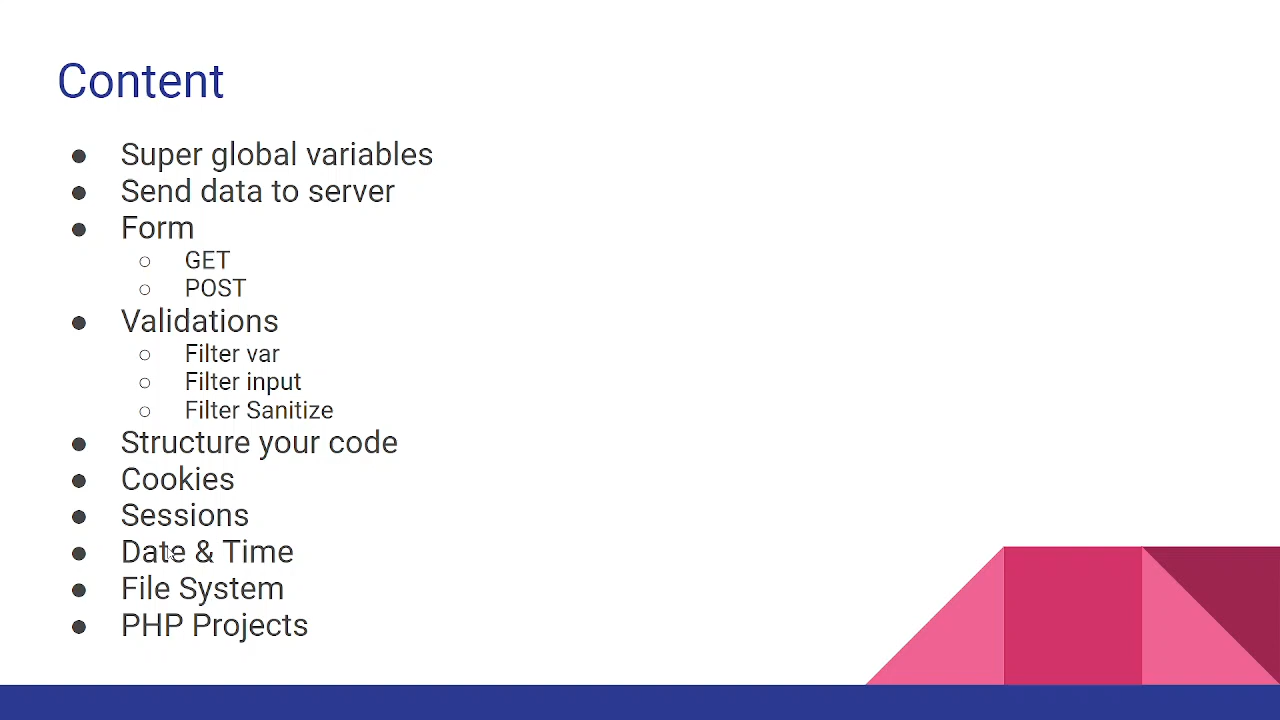 Content
● Super global variables
● Send data to server
● Form
○ GET
○ POST
● Validations
○ Filter var
○ Filter input
○ Filter Sanitize
● Structure your code
● Cookies
● Sessions
● Date & Time
● File System
● PHP Projects